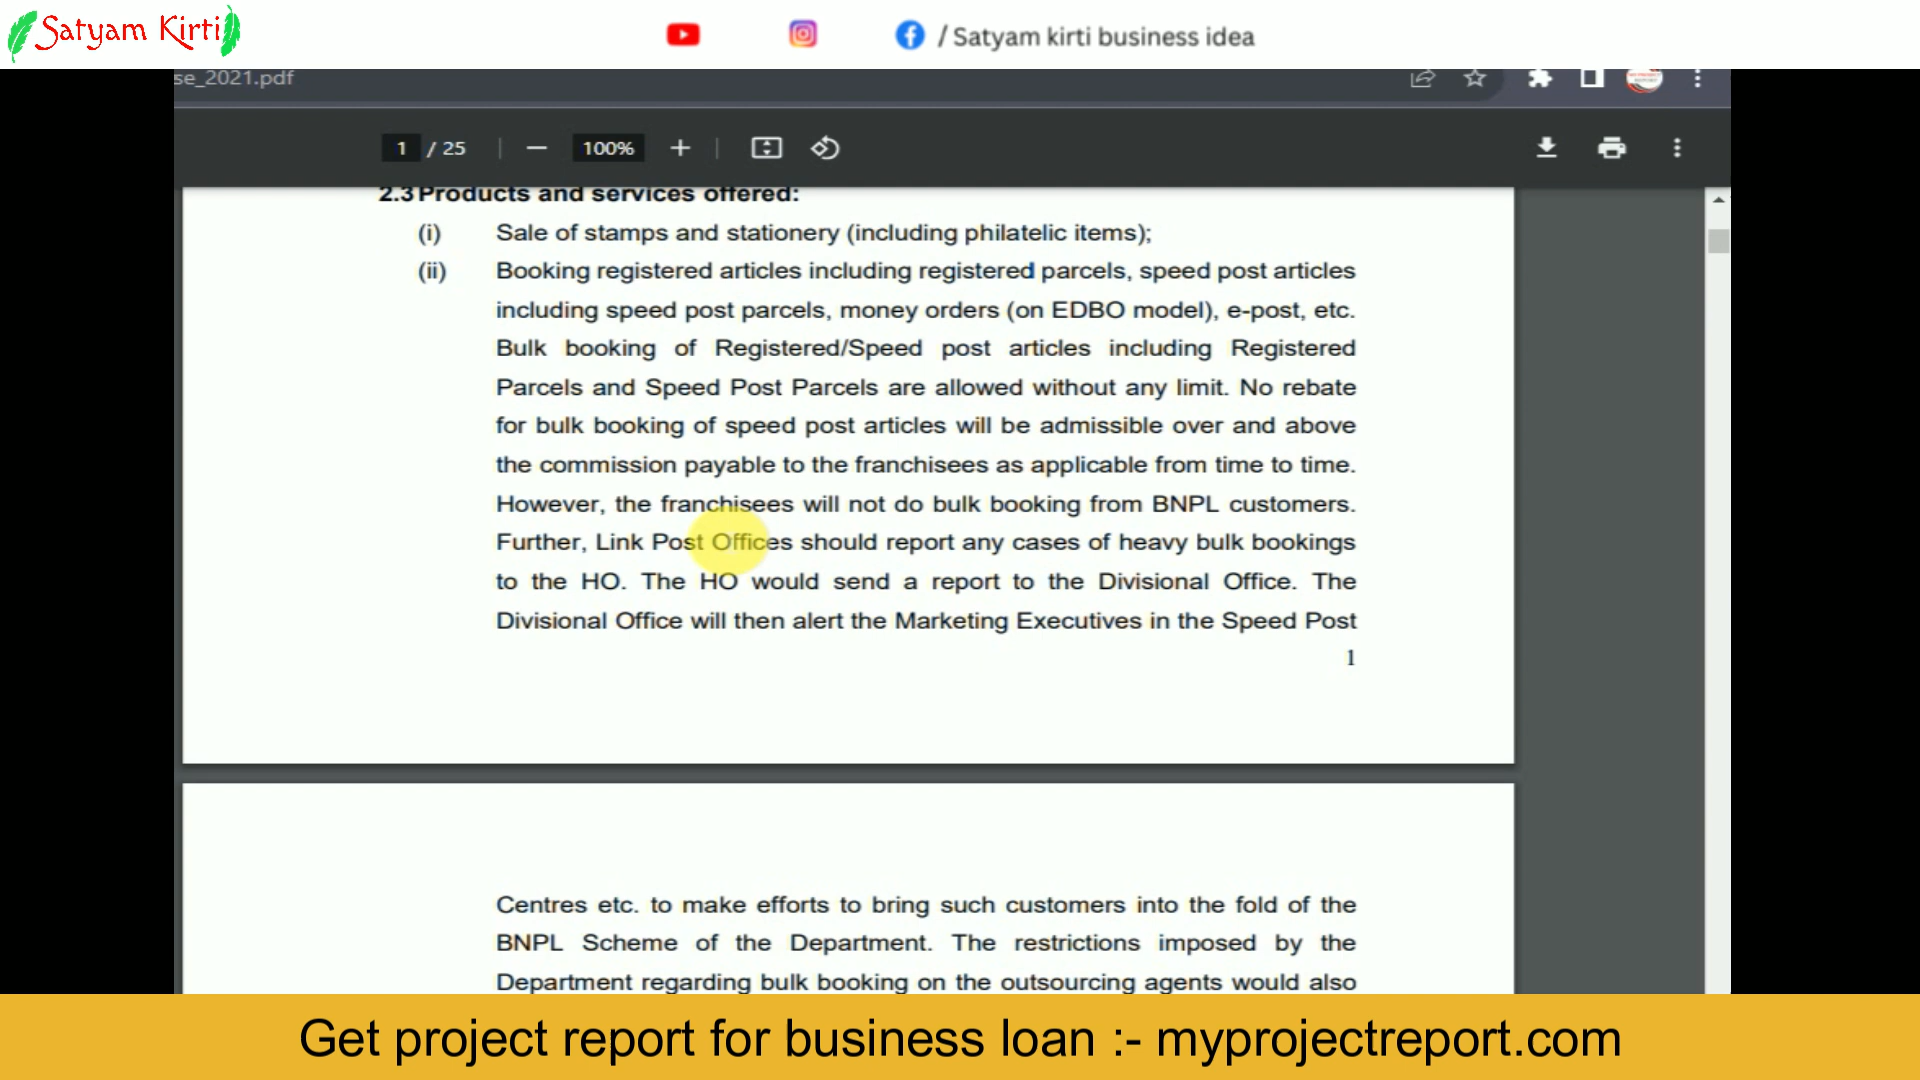 Satyam Kirti
/ Satyam kirti business idea
se_2021.pdf
1 / 25
100%
2.3 Products and services offered:
(i) Sale of stamps and stationery (including philatelic items);
(ii) Booking registered articles including registered parcels, speed post articles
including speed post parcels, money orders (on EDBO model), e-post, etc.
Bulk booking of Registered/Speed post articles including Registered
Parcels and Speed Post Parcels are allowed without any limit. No rebate
for bulk booking of speed post articles will be admissible over and above
the commission payable to the franchisees as applicable from time to time.
However, the franchisees will not do bulk booking from BNPL customers.
Further, Link Post Offices should report any cases of heavy bulk bookings
to the HO. The HO would send a report to the Divisional Office. The
Divisional Office will then alert the Marketing Executives in the Speed Post
1
Centres etc. to make efforts to bring such customers into the fold of the
BNPL Scheme of the Department. The restrictions imposed by the
Department regarding bulk booking on the outsourcing agents would also
Get project report for business loan :- myprojectreport.com